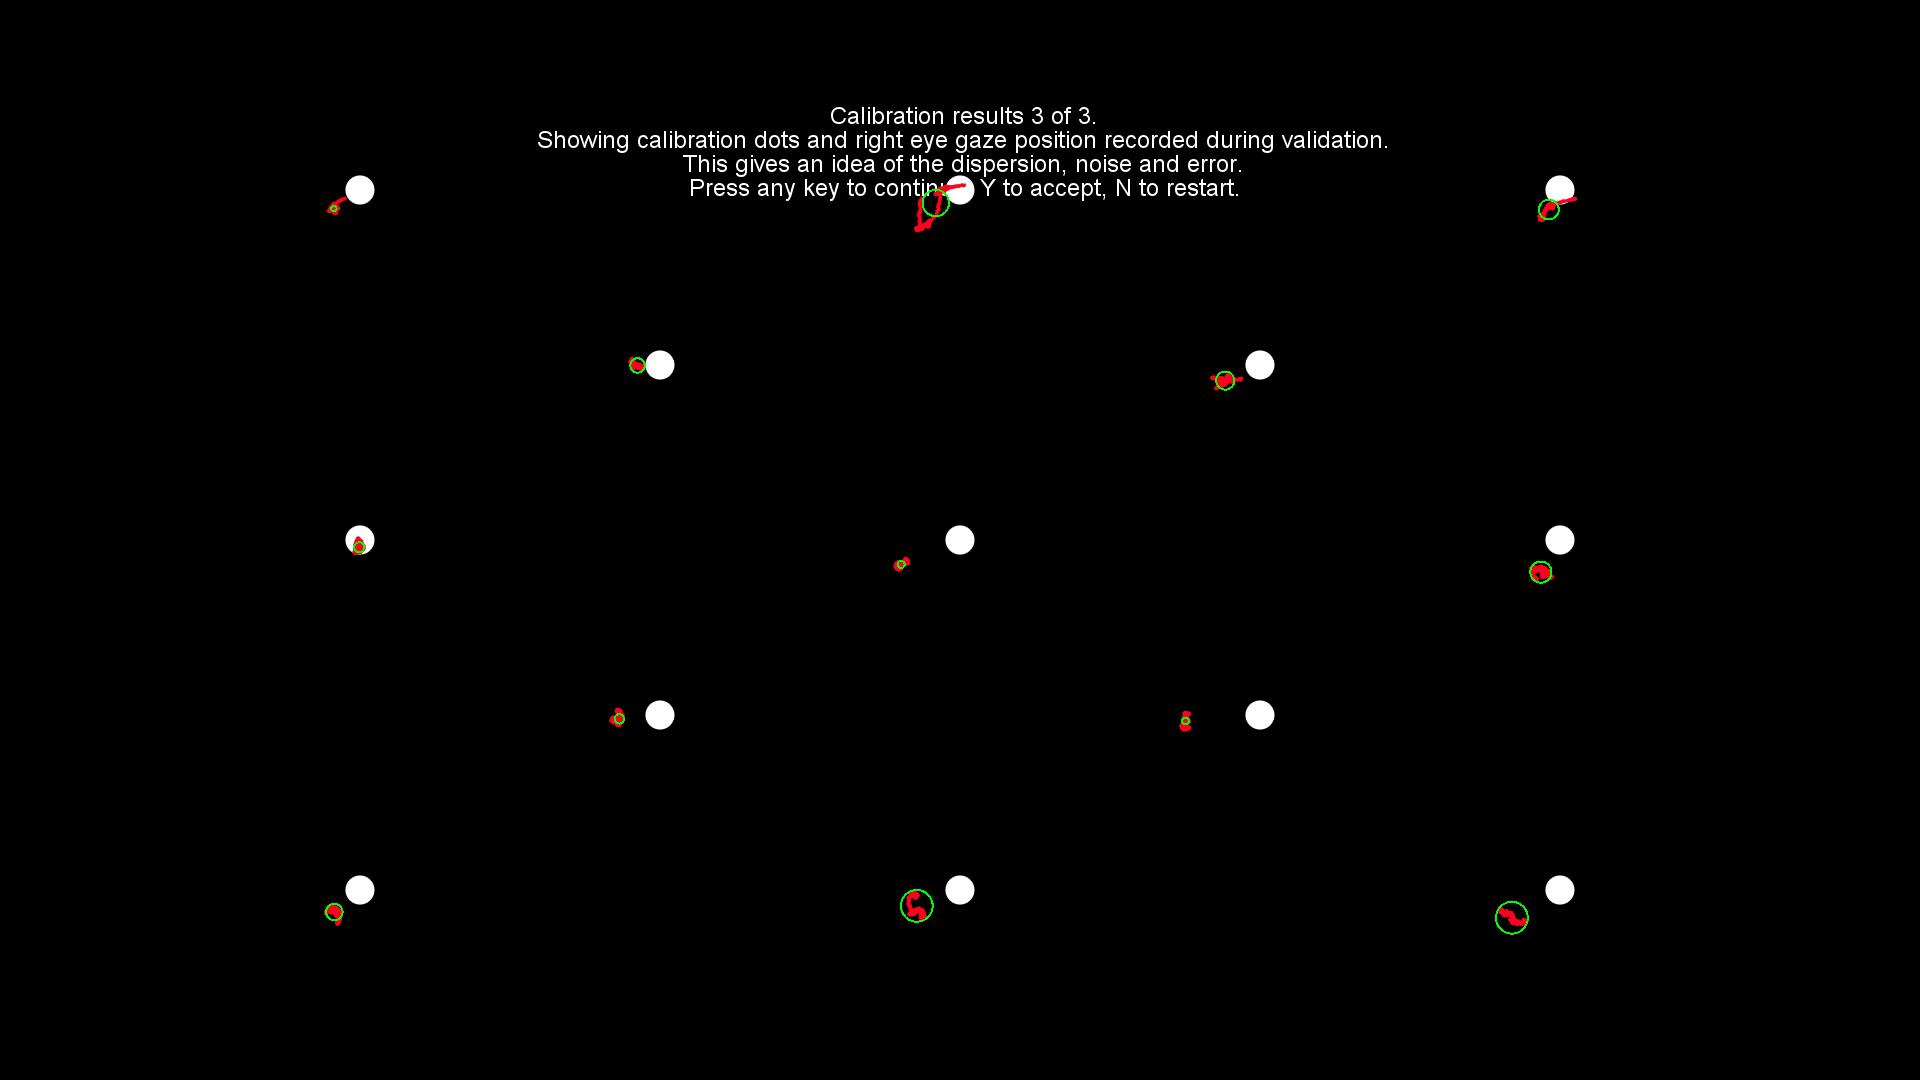 Calibration results 3 of 3.
Showing calibration dots and right eye gaze position recorded during validation.
This gives an idea of the dispersion, noise and error.
Press any key to continue, Y to accept, N to restart.